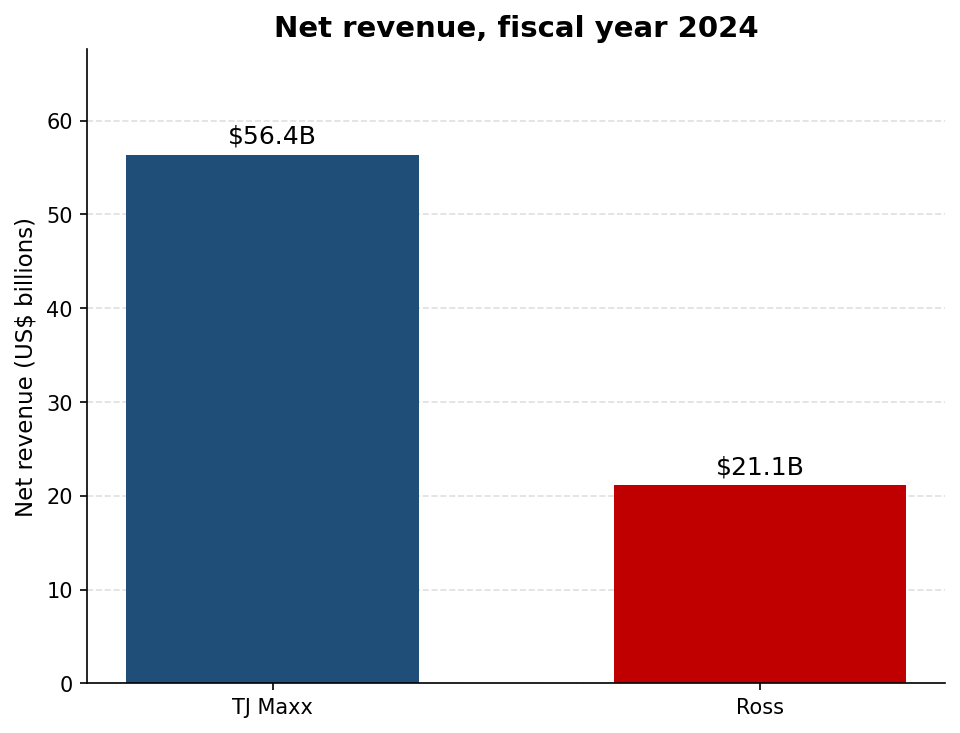 Net revenue, fiscal year 2024
Net revenue (US$ billions)
60
50
40
30
20
10
0
$56.4B
$21.1B
TJ Maxx
Ross